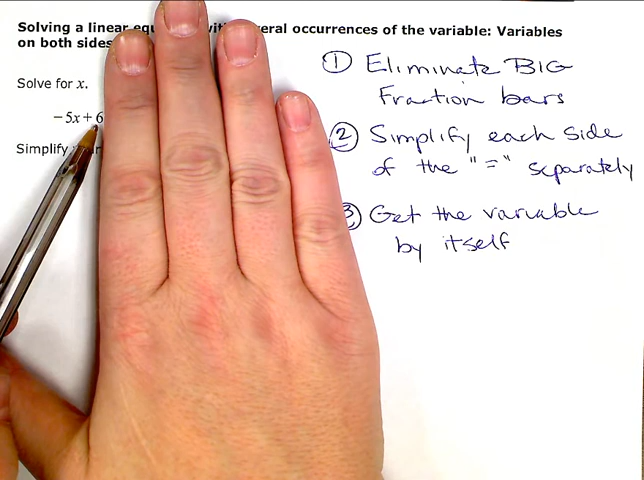 Solving a linear equ with eral occurrences of the variable: Variables
on both sides
Solve for x.
−5x+6
Simplify
① Eliminate BIG
Fraction bars
② Simplify each side
of the "=" separately
③ Get the variable
by itself